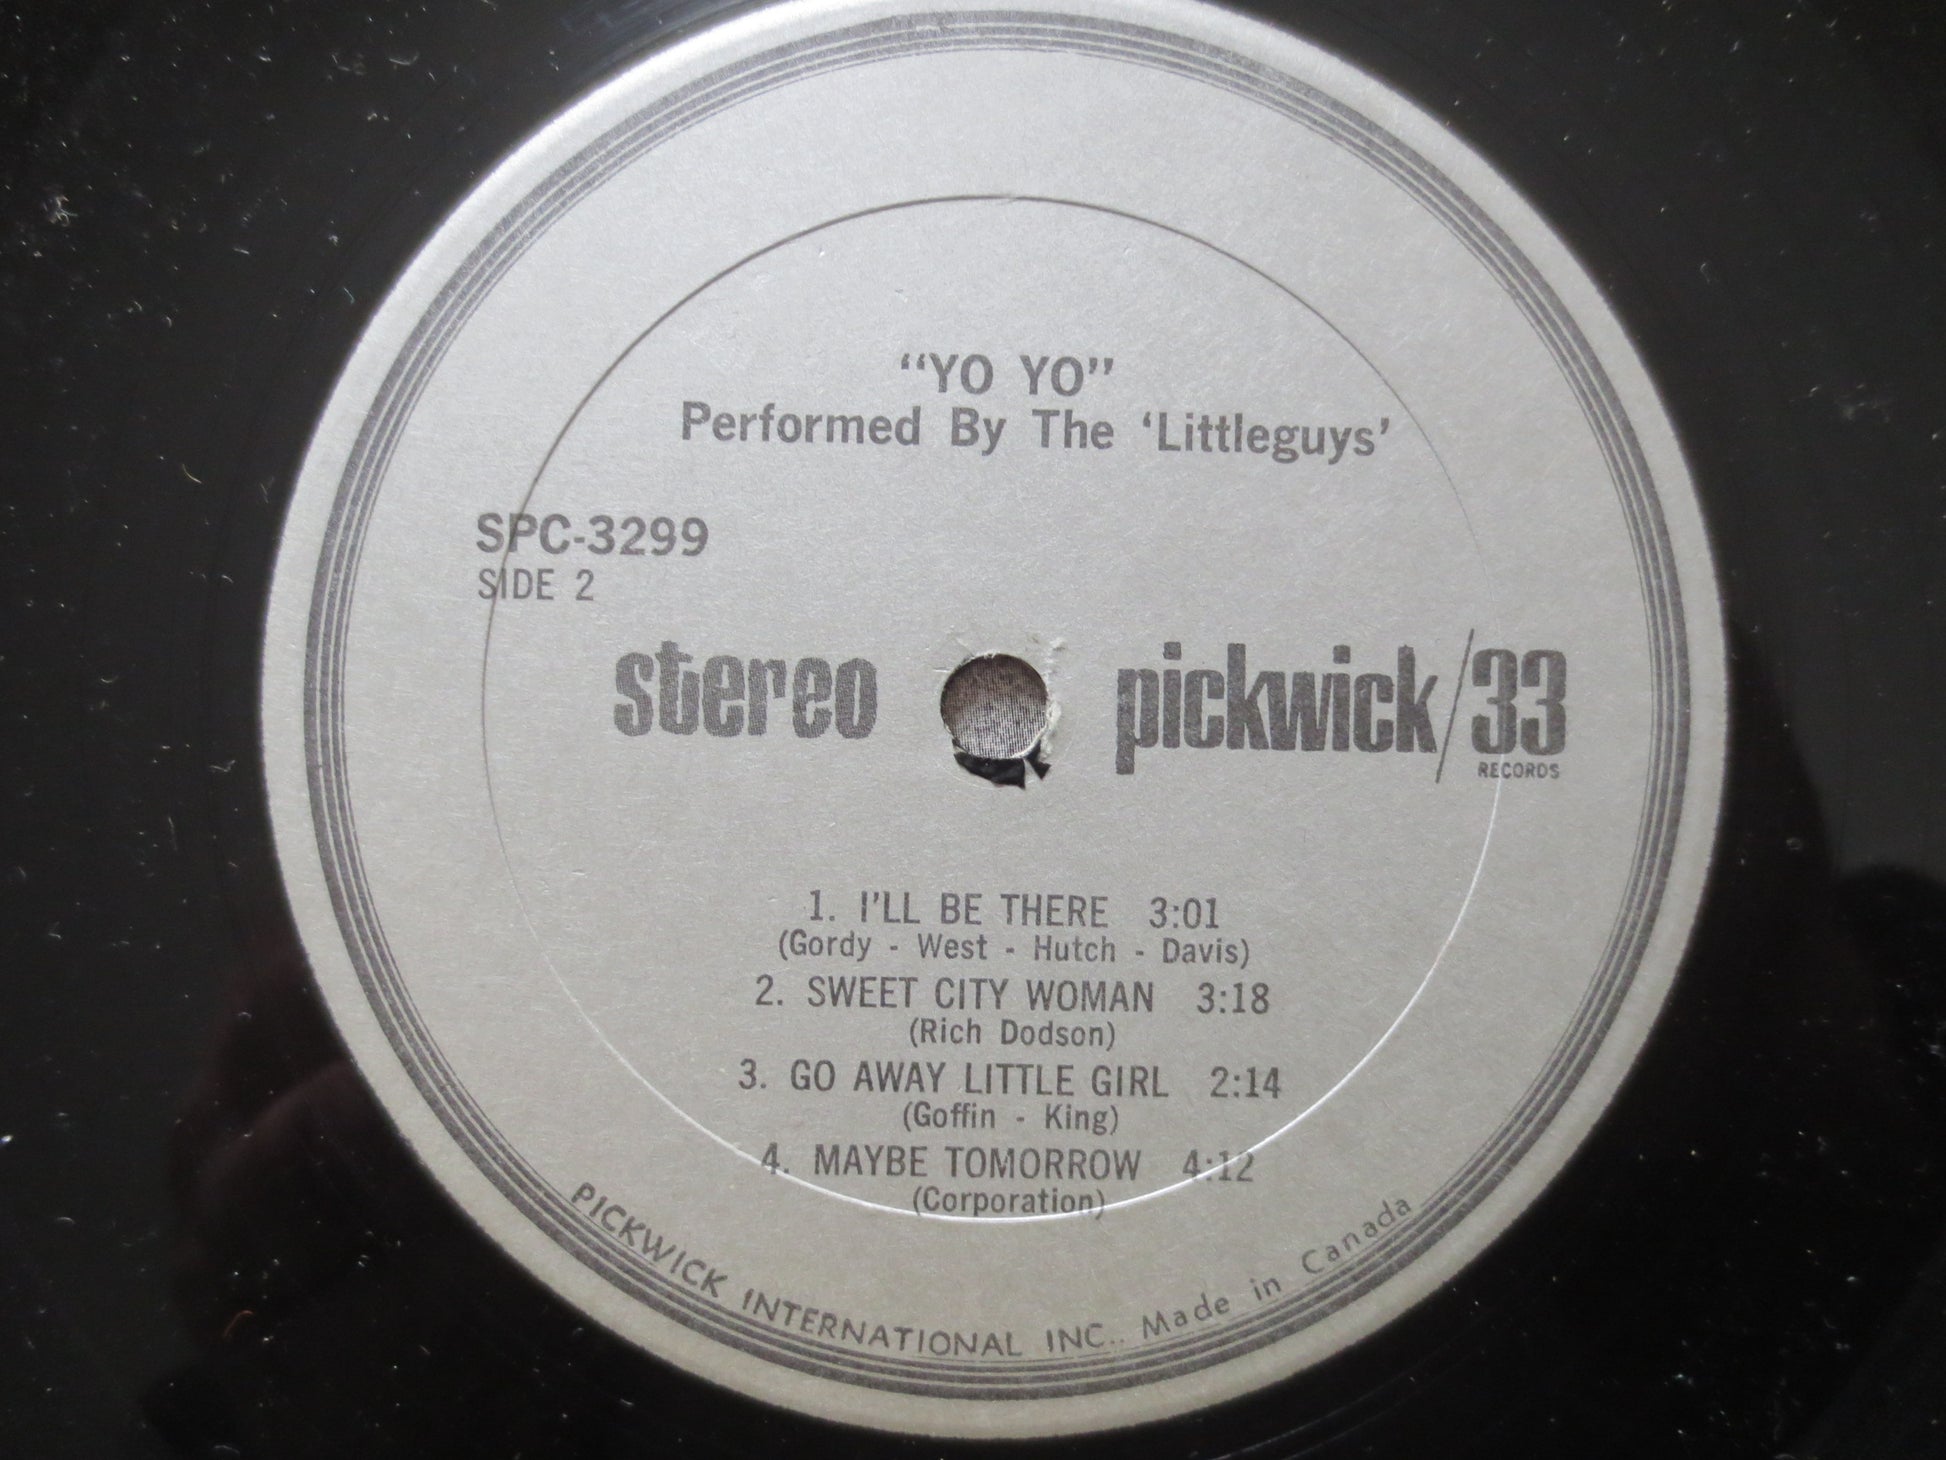 “YO YO”
Performed By The ‘Littleguys’
SPC-3299
SIDE 2
stereo
pickwick/33
RECORDS
1. I'LL BE THERE 3:01
(Gordy - West - Hutch - Davis)
2. SWEET CITY WOMAN 3:18
(Rich Dodson)
3. GO AWAY LITTLE GIRL 2:14
(Goffin - King)
4. MAYBE TOMORROW 4:12
(Corporation)
PICKWICK INTERNATIONAL INC.. Made in Canada